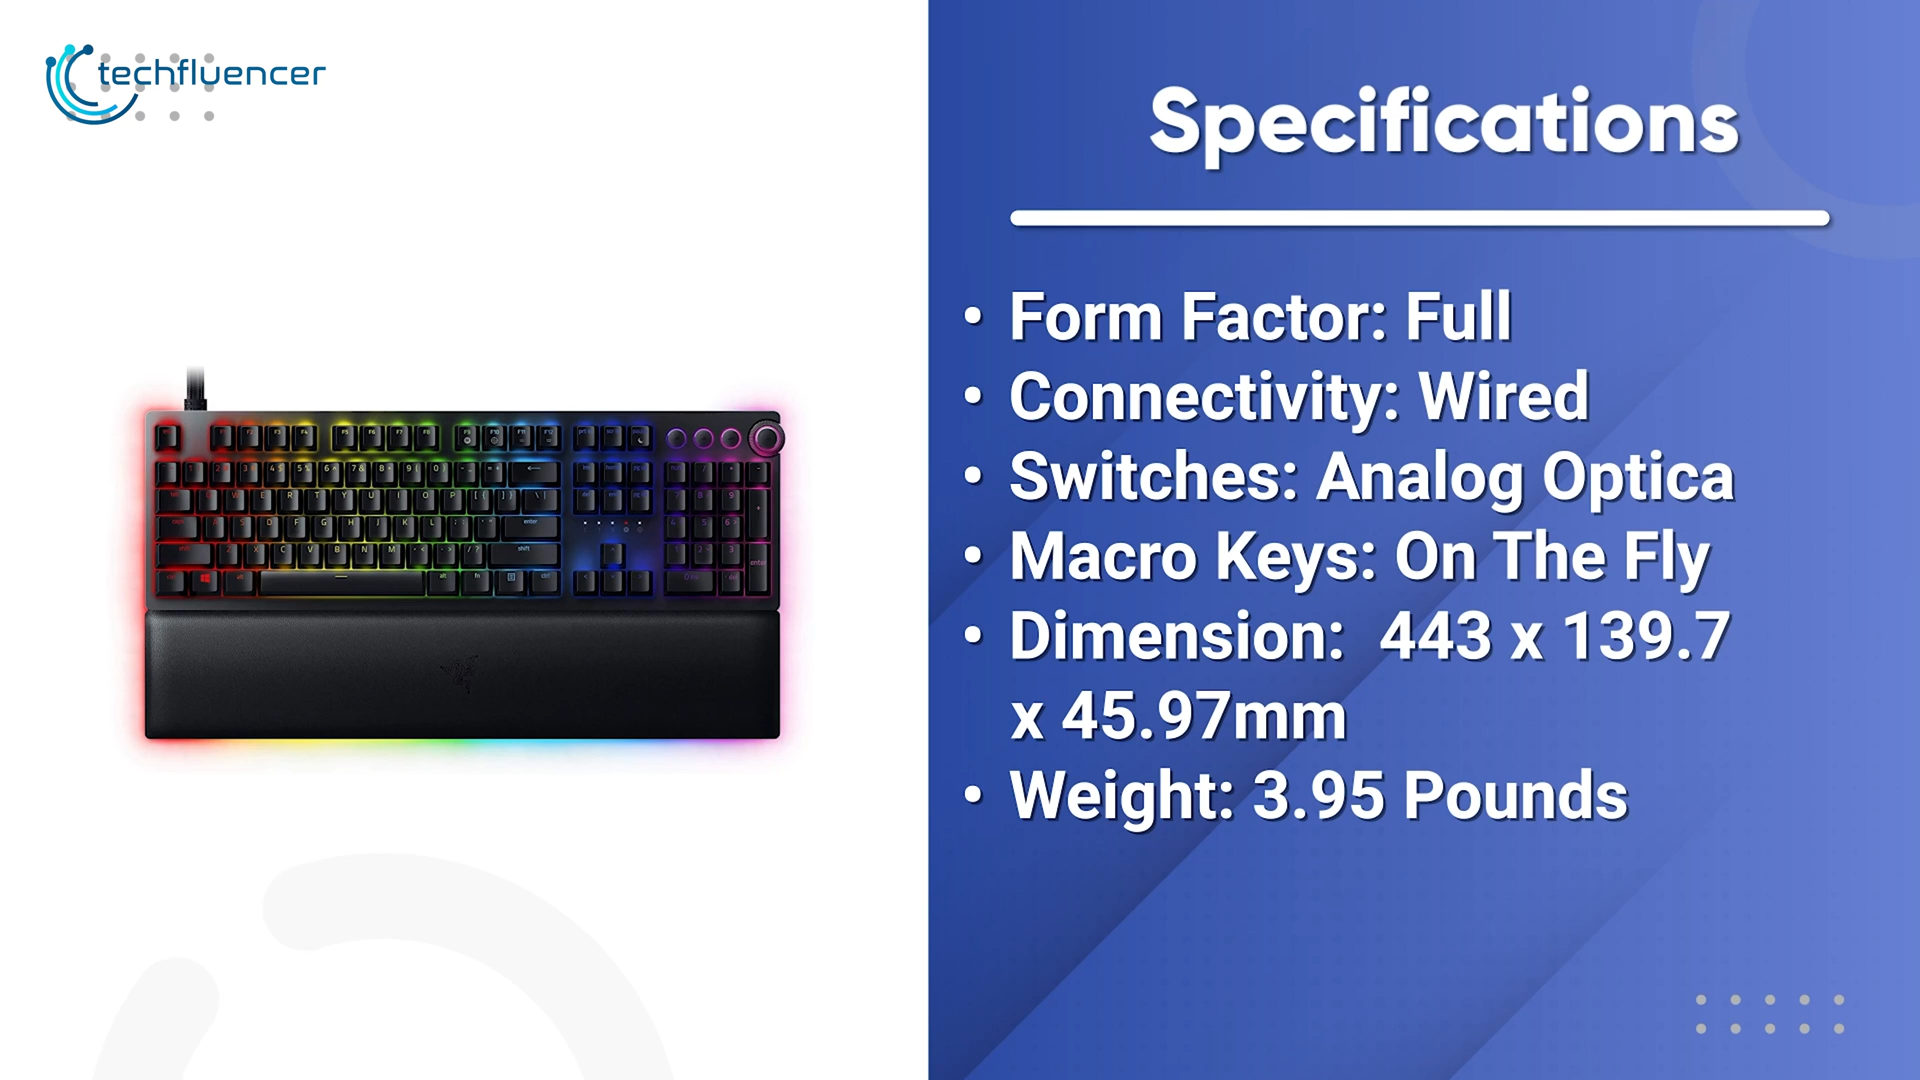 techfluencer
Specifications
• Form Factor: Full
• Connectivity: Wired
• Switches: Analog Optica
• Macro Keys: On The Fly
• Dimension: 443 x 139.7
x 45.97mm
• Weight: 3.95 Pounds